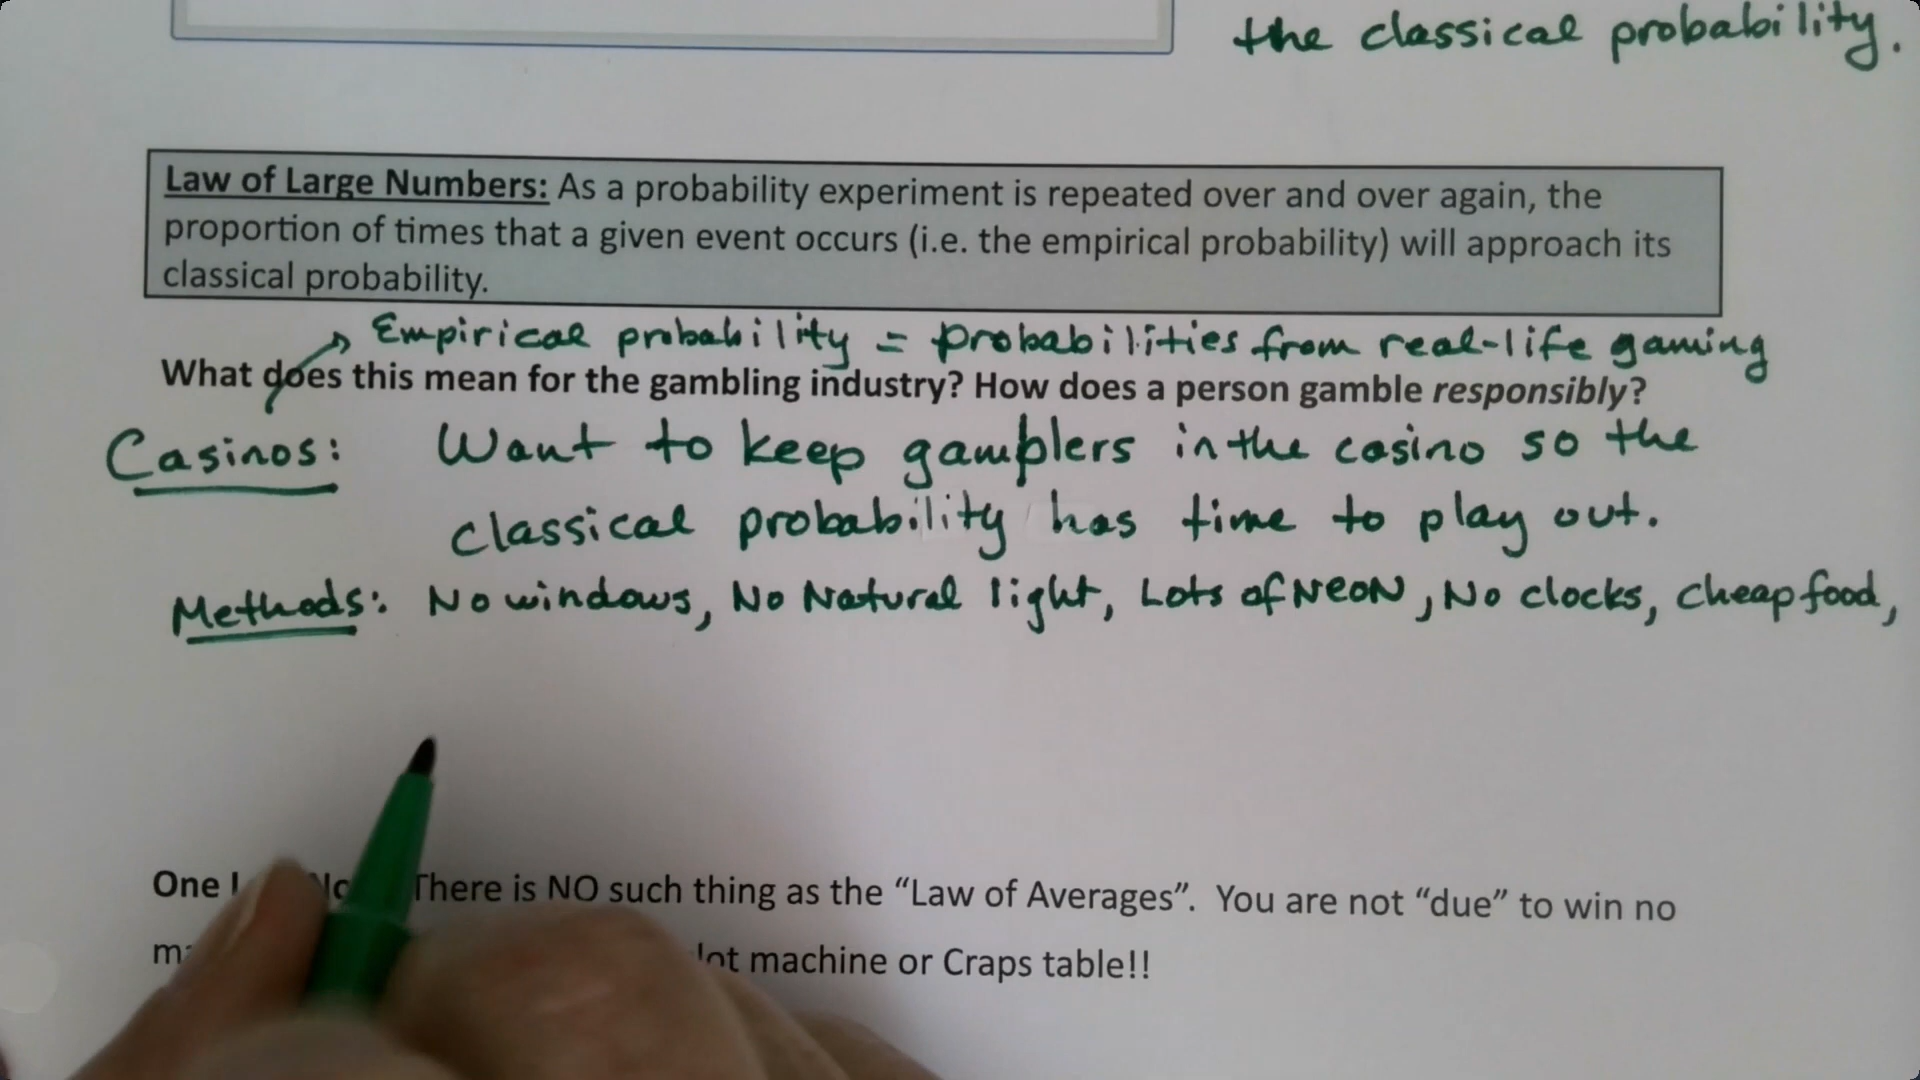 the classical probability.
Law of Large Numbers: As a probability experiment is repeated over and over again, the
proportion of times that a given event occurs (i.e. the empirical probability) will approach its
classical probability.
Empirical probability = probabilities from real-life gaming
What does this mean for the gambling industry? How does a person gamble responsibly?
Casinos: Want to keep gamblers in the casino so the
classical probability has time to play out.
Methods: No windows, No Natural light, Lots of NEON, No clocks, cheap food,
One There is NO such thing as the “Law of Averages”. You are not “due” to win no
machine or Craps table!!